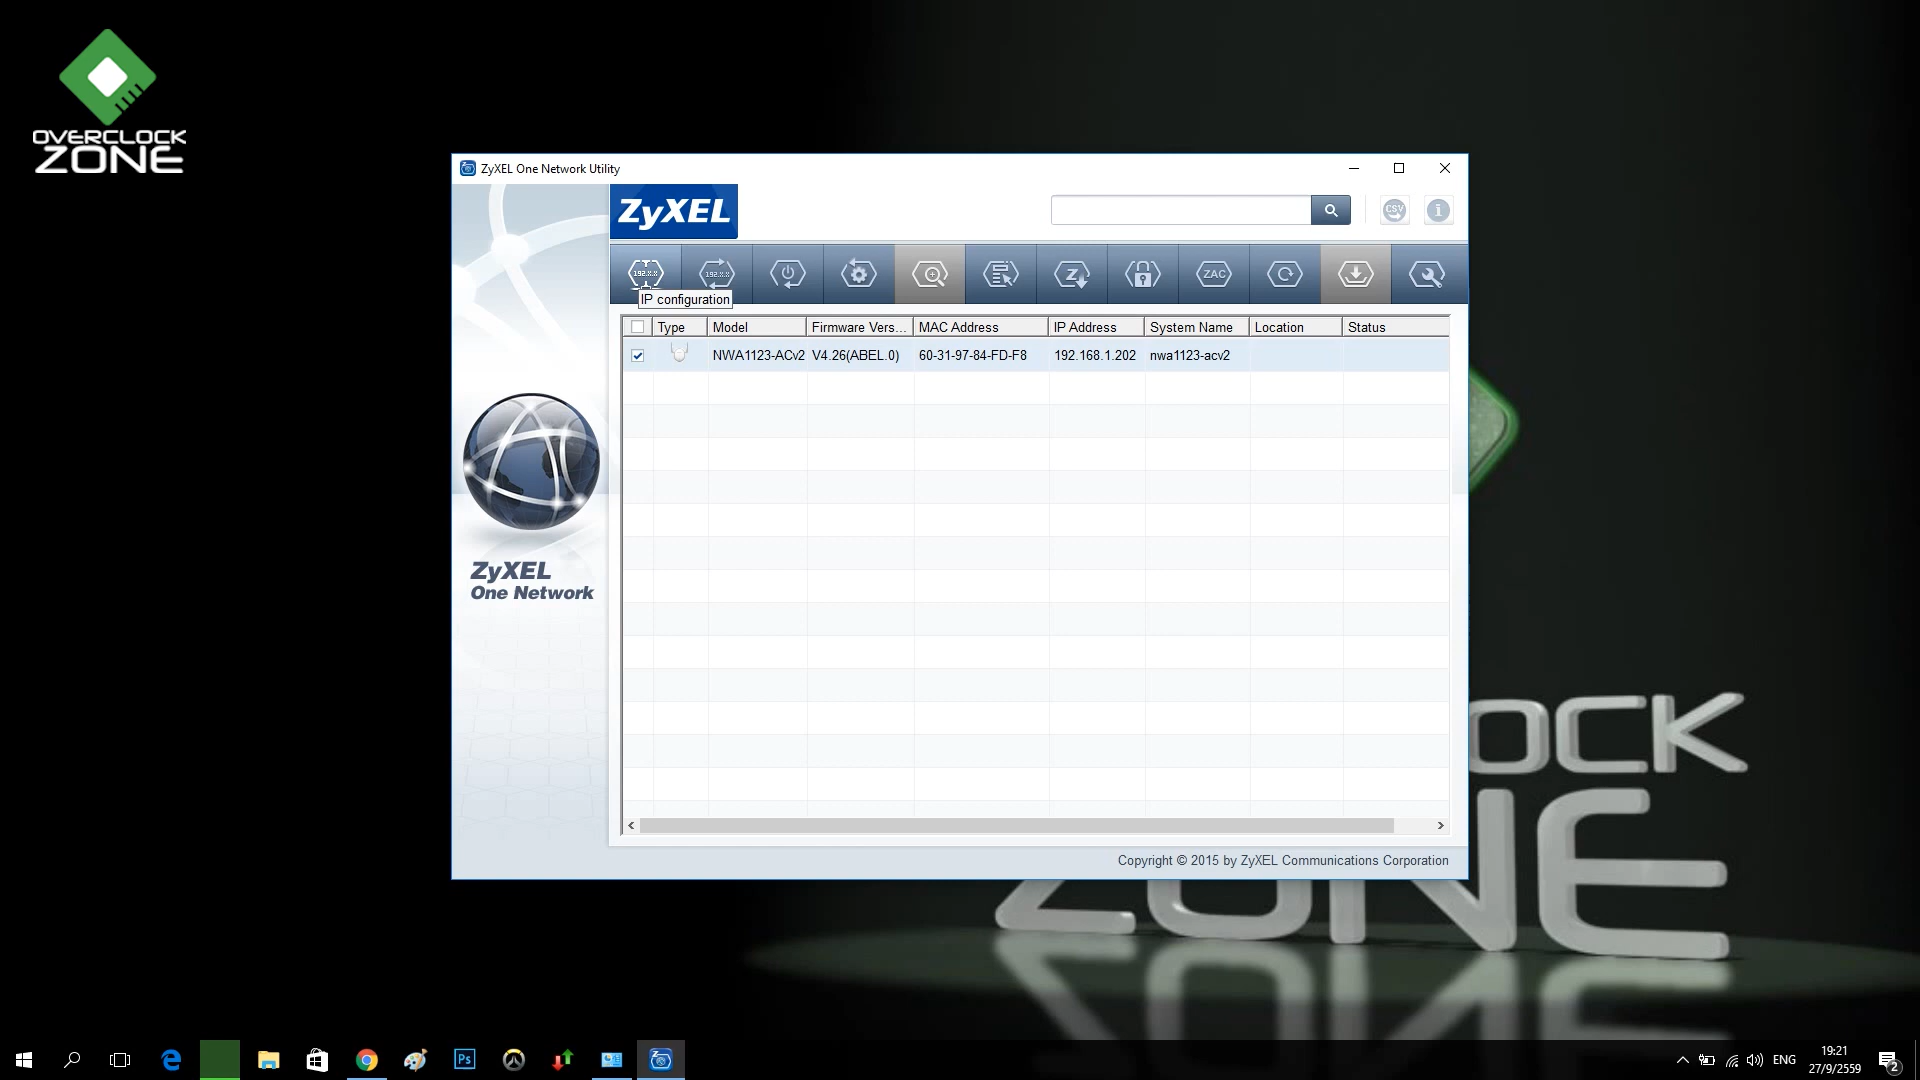 OVERCLOCK
ZONE
ZyXEL One Network Utility
ZyXEL
CSV
192.X.X
192.X.X
Z
ZAC
IP configuration
Type Model Firmware Vers... MAC Address IP Address System Name Location Status
NWA1123-ACv2 V4.26(ABEL.0) 60-31-97-84-FD-F8 192.168.1.202 nwa1123-acv2
ZyXEL
One Network
Copyright © 2015 by ZyXEL Communications Corporation
OCK
ZONE
Ps
ENG
19:21
27/9/2559
2